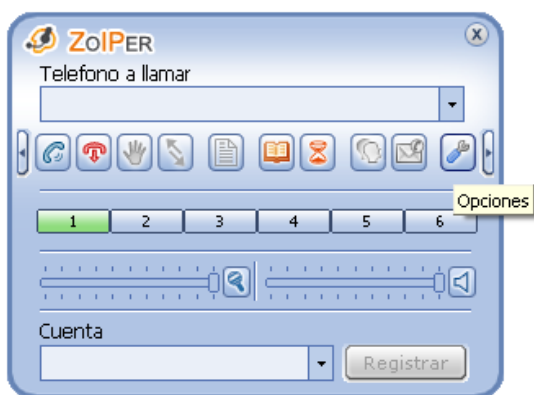 ZoIPER
Telefono a llamar
Opciones
1 2 3 4 5 6
Cuenta
Registrar